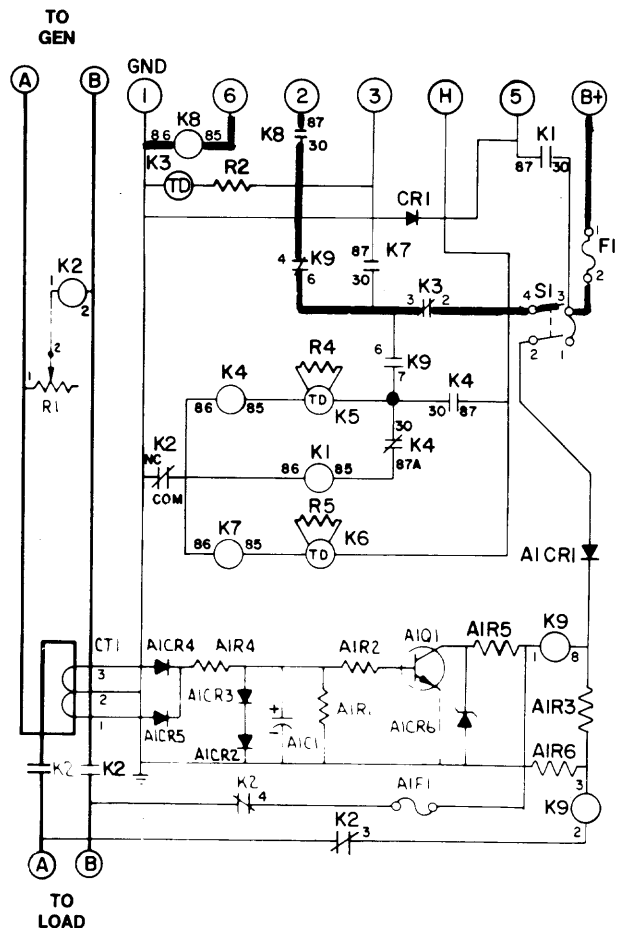 TO
GEN
A
B
GND
1
6
2
3
H
5
B+
K8
86
85
K8
87
30
K1
87
30
K3
TD
R2
CR1
1
F1
2
K9
4
6
87
K7
30
K3
3
2
S1
4
3
2
1
K2
1
2
2
1
R1
R4
6
K9
7
K4
86
85
TD
K5
K4
30
87
30
K4
87A
K2
NC
COM
K1
86
85
R5
K7
86
85
TD
K6
A1CR1
CT1
3
2
1
A1CR4
A1R4
A1R2
A1Q1
A1R5
K9
1
8
A1CR3
A1R1
A1CR6
A1R3
A1CR5
A1CR2
+
-
A1C1
A1R6
K2
K2
K2
4
A1F1
3
K9
2
K2
3
A
B
TO
LOAD